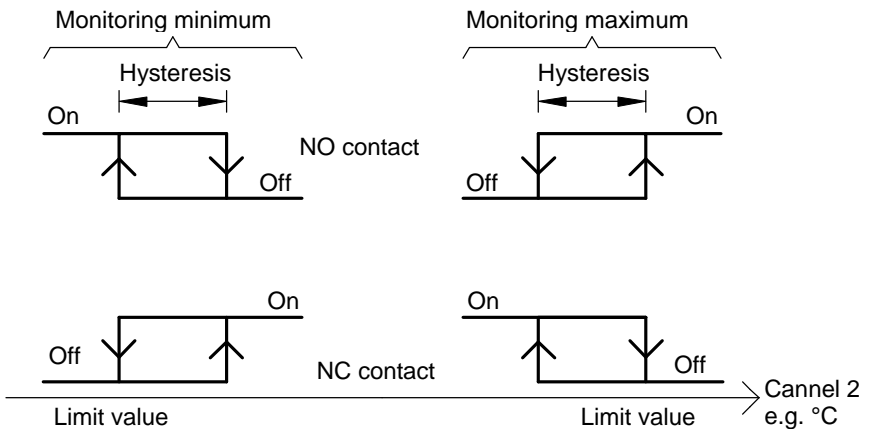 Monitoring minimum
Monitoring maximum
Hysteresis
Hysteresis
On
On
NO contact
Off
Off
On
On
Off
Off
NC contact
Cannel 2
e.g. °C
Limit value
Limit value